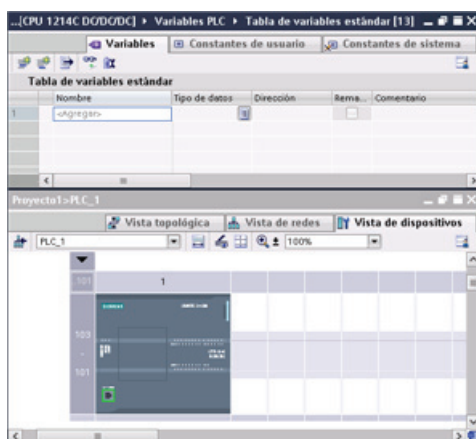 ...[CPU 1214C DC/DC/DC] ▸ Variables PLC ▸ Tabla de variables estándar [13]
Variables Constantes de usuario Constantes de sistema
Tabla de variables estándar
Nombre Tipo de datos Dirección Rema... Comentario
1 <Agregar>
Proyecto1>PLC_1
Vista topológica Vista de redes Vista de dispositivos
PLC_1 100%
101 1
SIEMENS
103
-
101